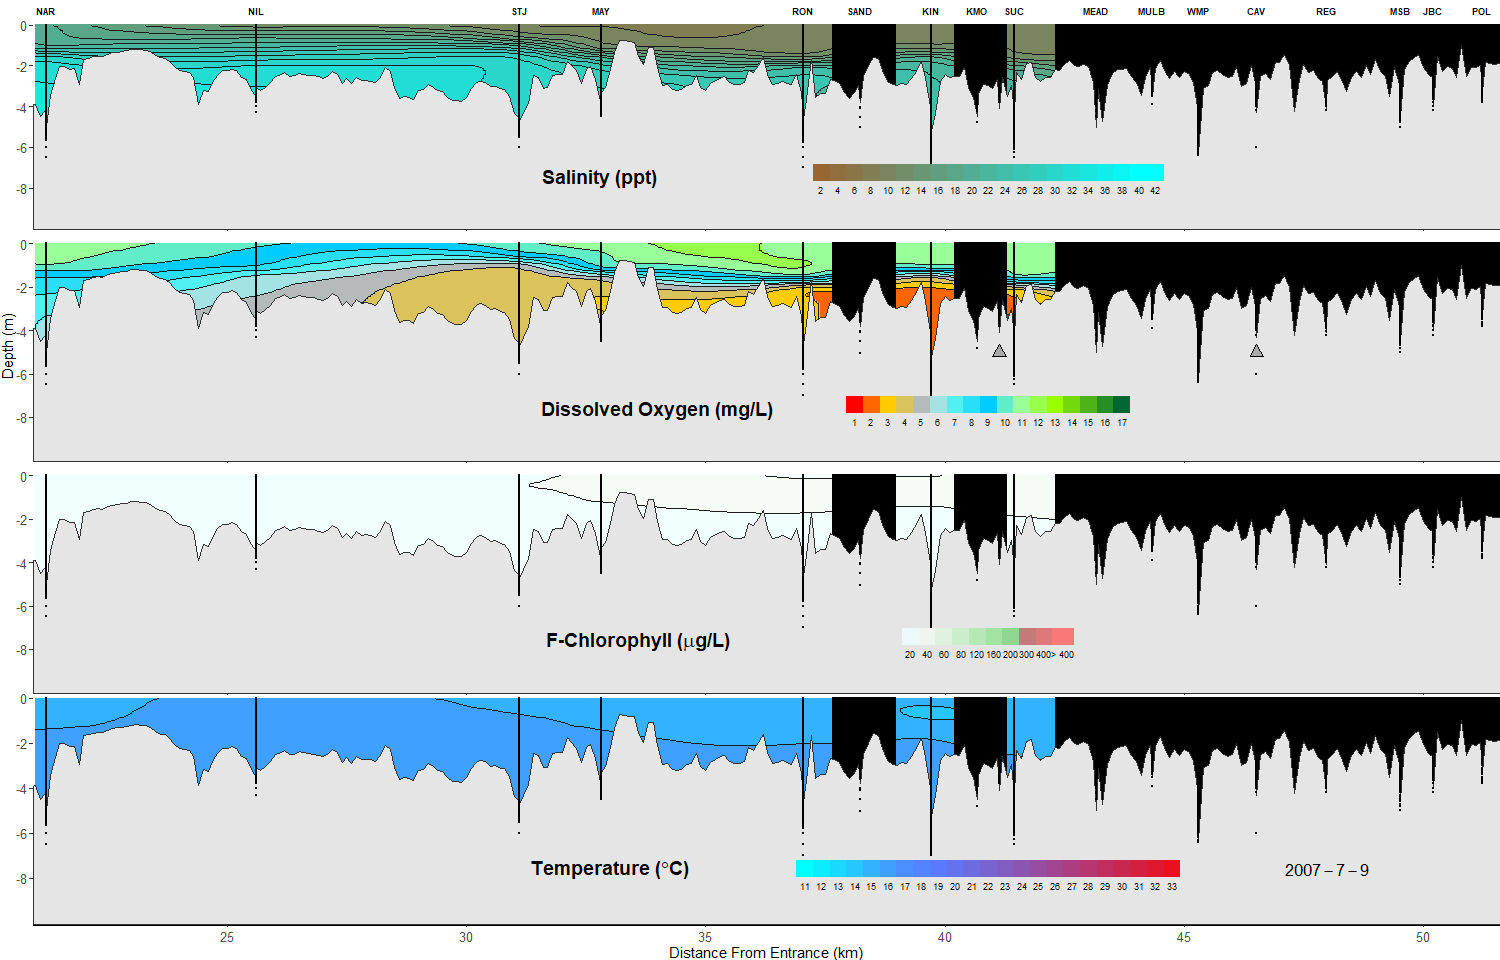 NAR NIL STJ MAY RON SAND KIN KMO SUC MEAD MULB WMP CAV REG MSB JBC POL
0
-2
-4
-6
-8
Salinity (ppt)
2 4 6 8 10 12 14 16 18 20 22 24 26 28 30 32 34 36 38 40 42
0
-2
-4
-6
-8
Depth (m)
Dissolved Oxygen (mg/L)
1 2 3 4 5 6 7 8 9 10 11 12 13 14 15 16 17
0
-2
-4
-6
-8
F-Chlorophyll (μg/L)
20 40 60 80 120 160 200 300 400> 400
0
-2
-4
-6
-8
Temperature (°C)
11 12 13 14 15 16 17 18 19 20 21 22 23 24 25 26 27 28 29 30 31 32 33
2007 – 7 – 9
25 30 35 40 45 50
Distance From Entrance (km)